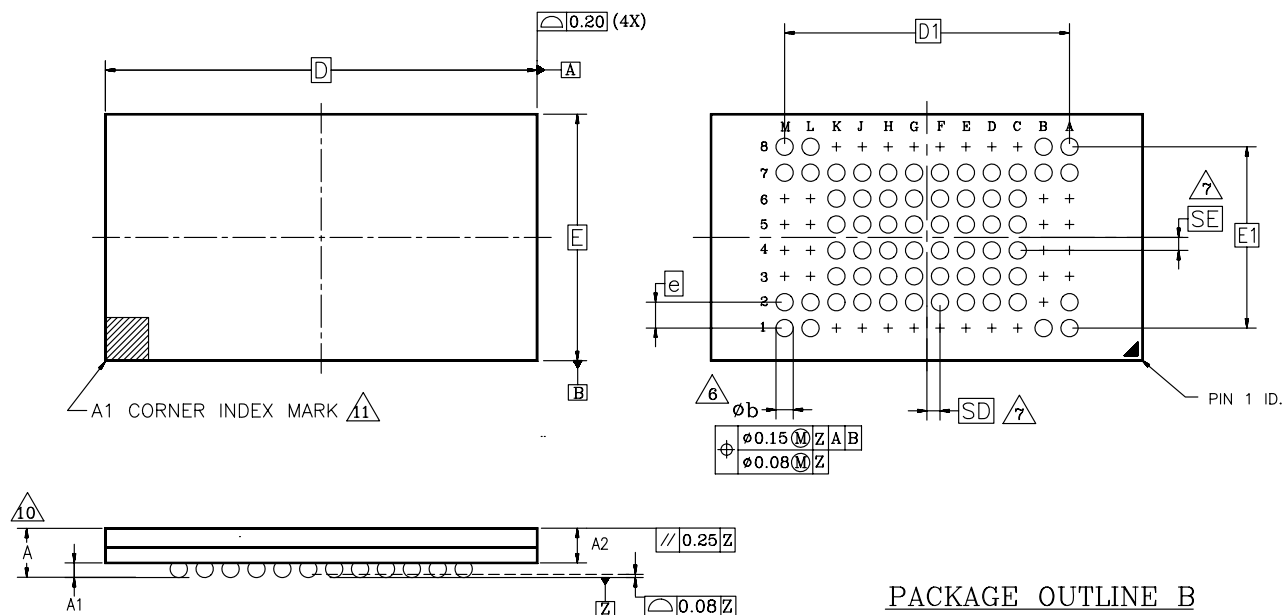 0.20 (4X)
D
A
E
B
A1 CORNER INDEX MARK 11
D1
M L K J H G F E D C B A
8
7
6
5
4
3
2
1
7
SE
E1
e
6
øb
SD 7
PIN 1 ID.
ø0.15 Ⓜ Z A B
ø0.08 Ⓜ Z
10
A
A1
A2
// 0.25 Z
Z
0.08 Z
PACKAGE OUTLINE B